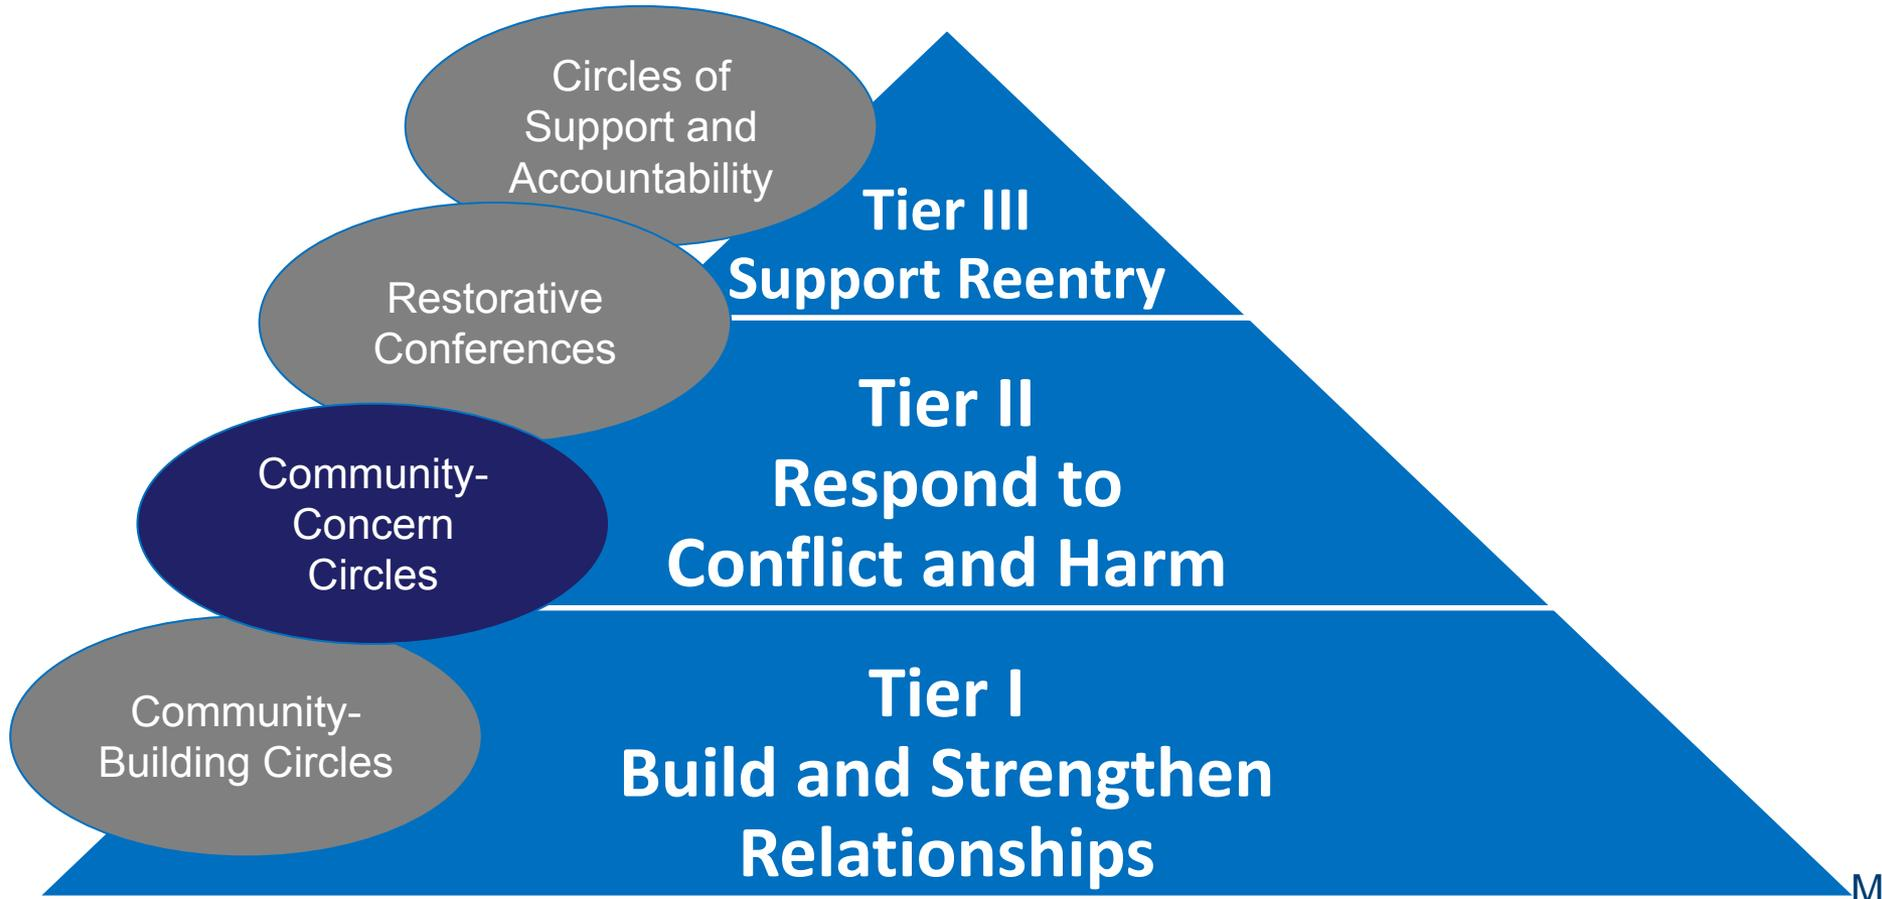 Circles of
Support and
Accountability
Tier III
Support Reentry
Restorative
Conferences
Tier II
Respond to
Conflict and Harm
Community-
Concern
Circles
Tier I
Build and Strengthen
Relationships
Community-
Building Circles
M